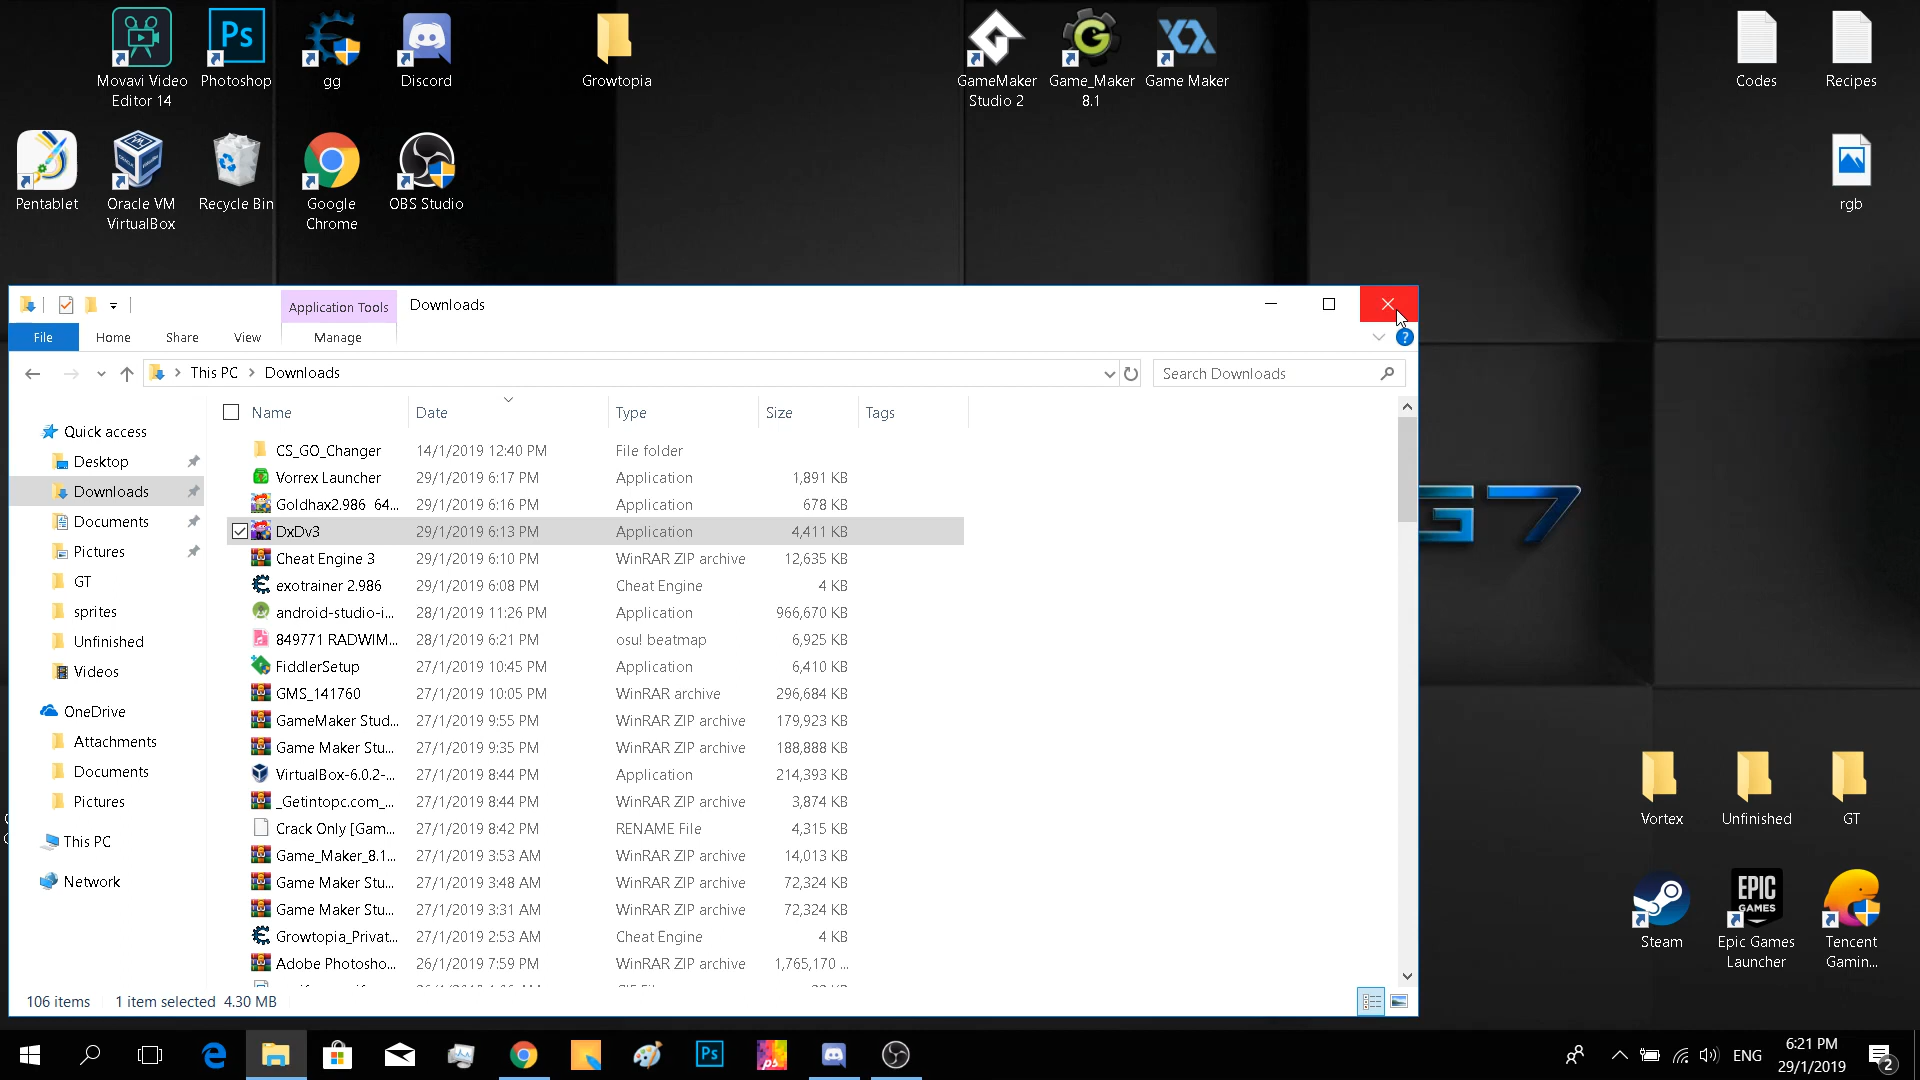 Movavi Video
Editor 14
Photoshop
gg
Discord
Growtopia
GameMaker
Studio 2
Game_Maker
8.1
Game Maker
Codes
Recipes
Pentablet
Oracle VM
VirtualBox
Recycle Bin
Google
Chrome
OBS Studio
rgb
Application Tools
Downloads
File
Home
Share
View
Manage
This PC
Downloads
Search Downloads
Name
Date
Type
Size
Tags
Quick access
Desktop
Downloads
Documents
Pictures
GT
sprites
Unfinished
Videos
OneDrive
Attachments
Documents
Pictures
This PC
Network
CS_GO_Changer 14/1/2019 12:40 PM File folder
Vorrex Launcher 29/1/2019 6:17 PM Application 1,891 KB
Goldhax2.986 64... 29/1/2019 6:16 PM Application 678 KB
DxDv3 29/1/2019 6:13 PM Application 4,411 KB
Cheat Engine 3 29/1/2019 6:10 PM WinRAR ZIP archive 12,635 KB
exotrainer 2.986 29/1/2019 6:08 PM Cheat Engine 4 KB
android-studio-i... 28/1/2019 11:26 PM Application 966,670 KB
849771 RADWIM... 28/1/2019 6:21 PM osu! beatmap 6,925 KB
FiddlerSetup 27/1/2019 10:45 PM Application 6,410 KB
GMS_141760 27/1/2019 10:05 PM WinRAR archive 296,684 KB
GameMaker Stud... 27/1/2019 9:55 PM WinRAR ZIP archive 179,923 KB
Game Maker Stu... 27/1/2019 9:35 PM WinRAR ZIP archive 188,888 KB
VirtualBox-6.0.2-... 27/1/2019 8:44 PM Application 214,393 KB
_Getintopc.com_... 27/1/2019 8:44 PM WinRAR ZIP archive 3,874 KB
Crack Only [Gam... 27/1/2019 8:42 PM RENAME File 4,315 KB
Game_Maker_8.1... 27/1/2019 3:53 AM WinRAR ZIP archive 14,013 KB
Game Maker Stu... 27/1/2019 3:48 AM WinRAR ZIP archive 72,324 KB
Game Maker Stu... 27/1/2019 3:31 AM WinRAR ZIP archive 72,324 KB
Growtopia_Privat... 27/1/2019 2:53 AM Cheat Engine 4 KB
Adobe Photosho... 26/1/2019 7:59 PM WinRAR ZIP archive 1,765,170 ...
106 items 1 item selected 4.30 MB
G7
Vortex
Unfinished
GT
EPIC
GAMES
Steam
Epic Games
Launcher
Tencent
Gamin...
ENG
6:21 PM
29/1/2019
2